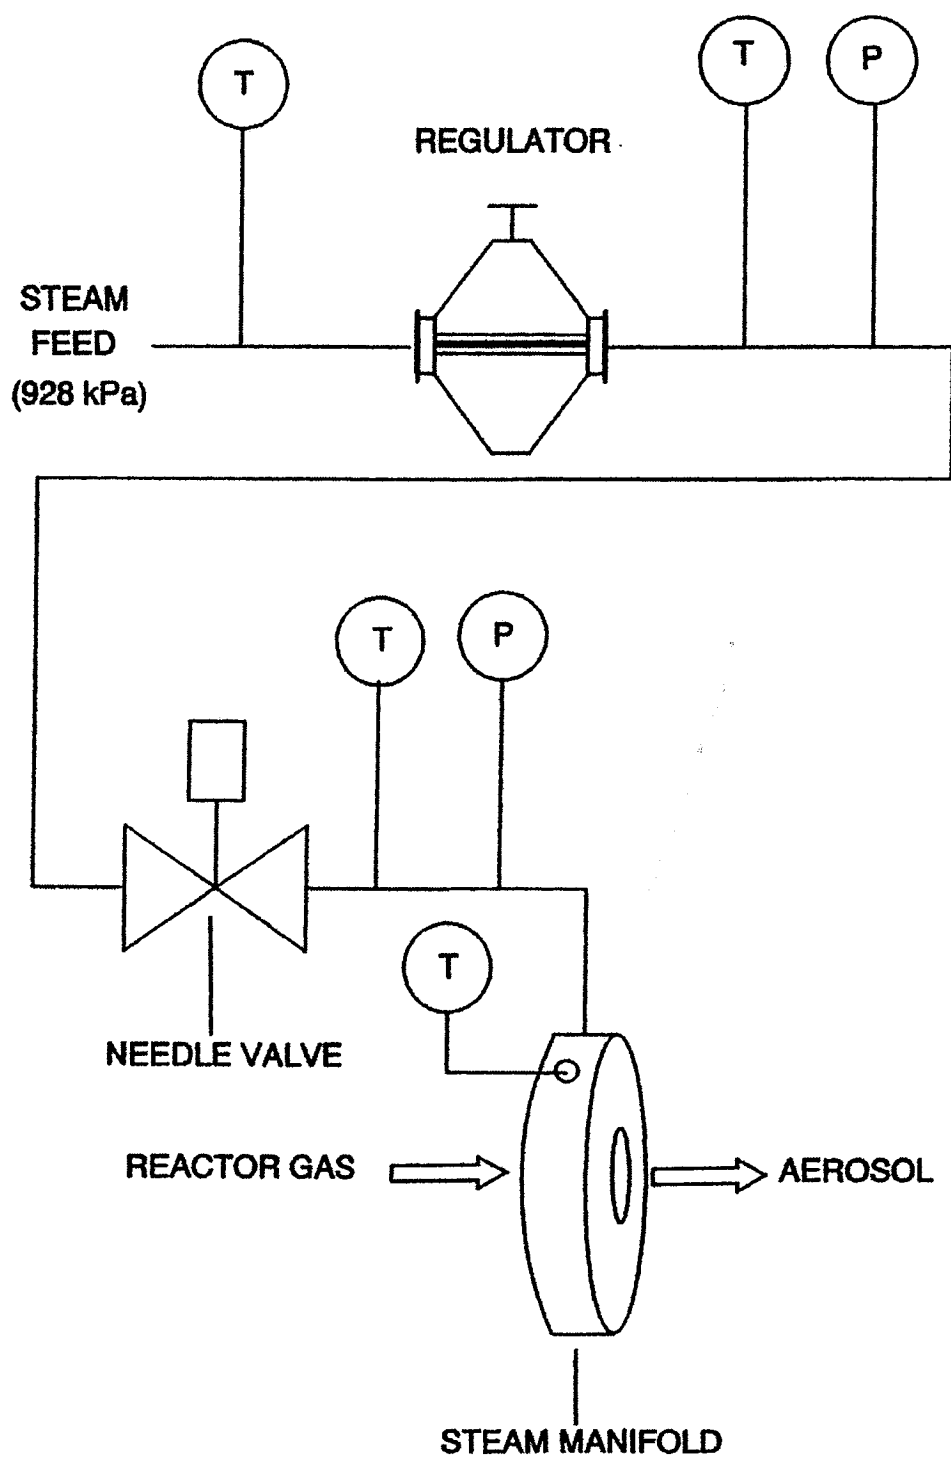 T
T
P
REGULATOR
STEAM
FEED
(928 kPa)
T
P
T
NEEDLE VALVE
REACTOR GAS
AEROSOL
STEAM MANIFOLD